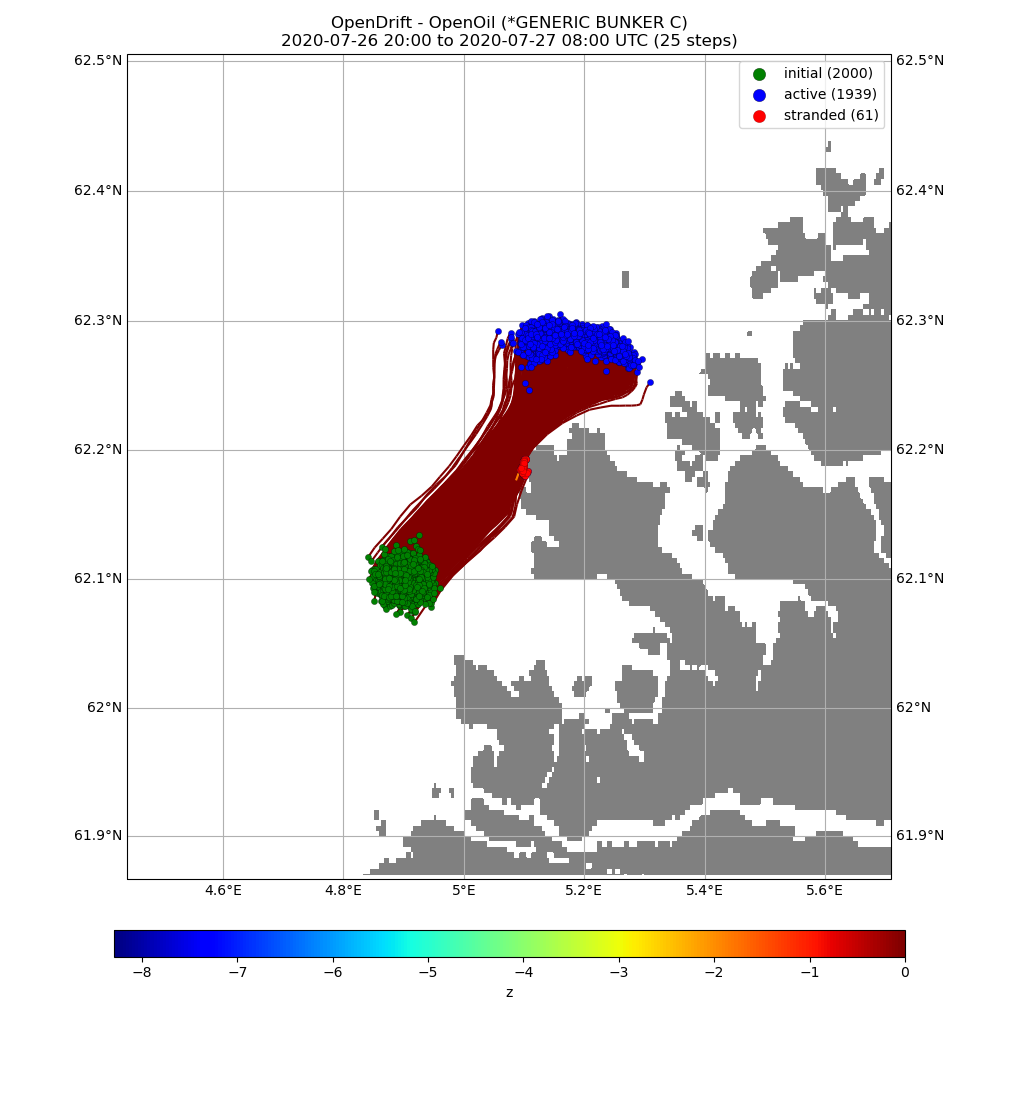 OpenDrift - OpenOil (*GENERIC BUNKER C)
2020-07-26 20:00 to 2020-07-27 08:00 UTC (25 steps)
62.5°N 62.5°N
initial (2000)
active (1939)
stranded (61)
62.4°N 62.4°N
62.3°N 62.3°N
62.2°N 62.2°N
62.1°N 62.1°N
62°N 62°N
61.9°N 61.9°N
4.6°E 4.8°E 5°E 5.2°E 5.4°E 5.6°E
−8 −7 −6 −5 −4 −3 −2 −1 0
z